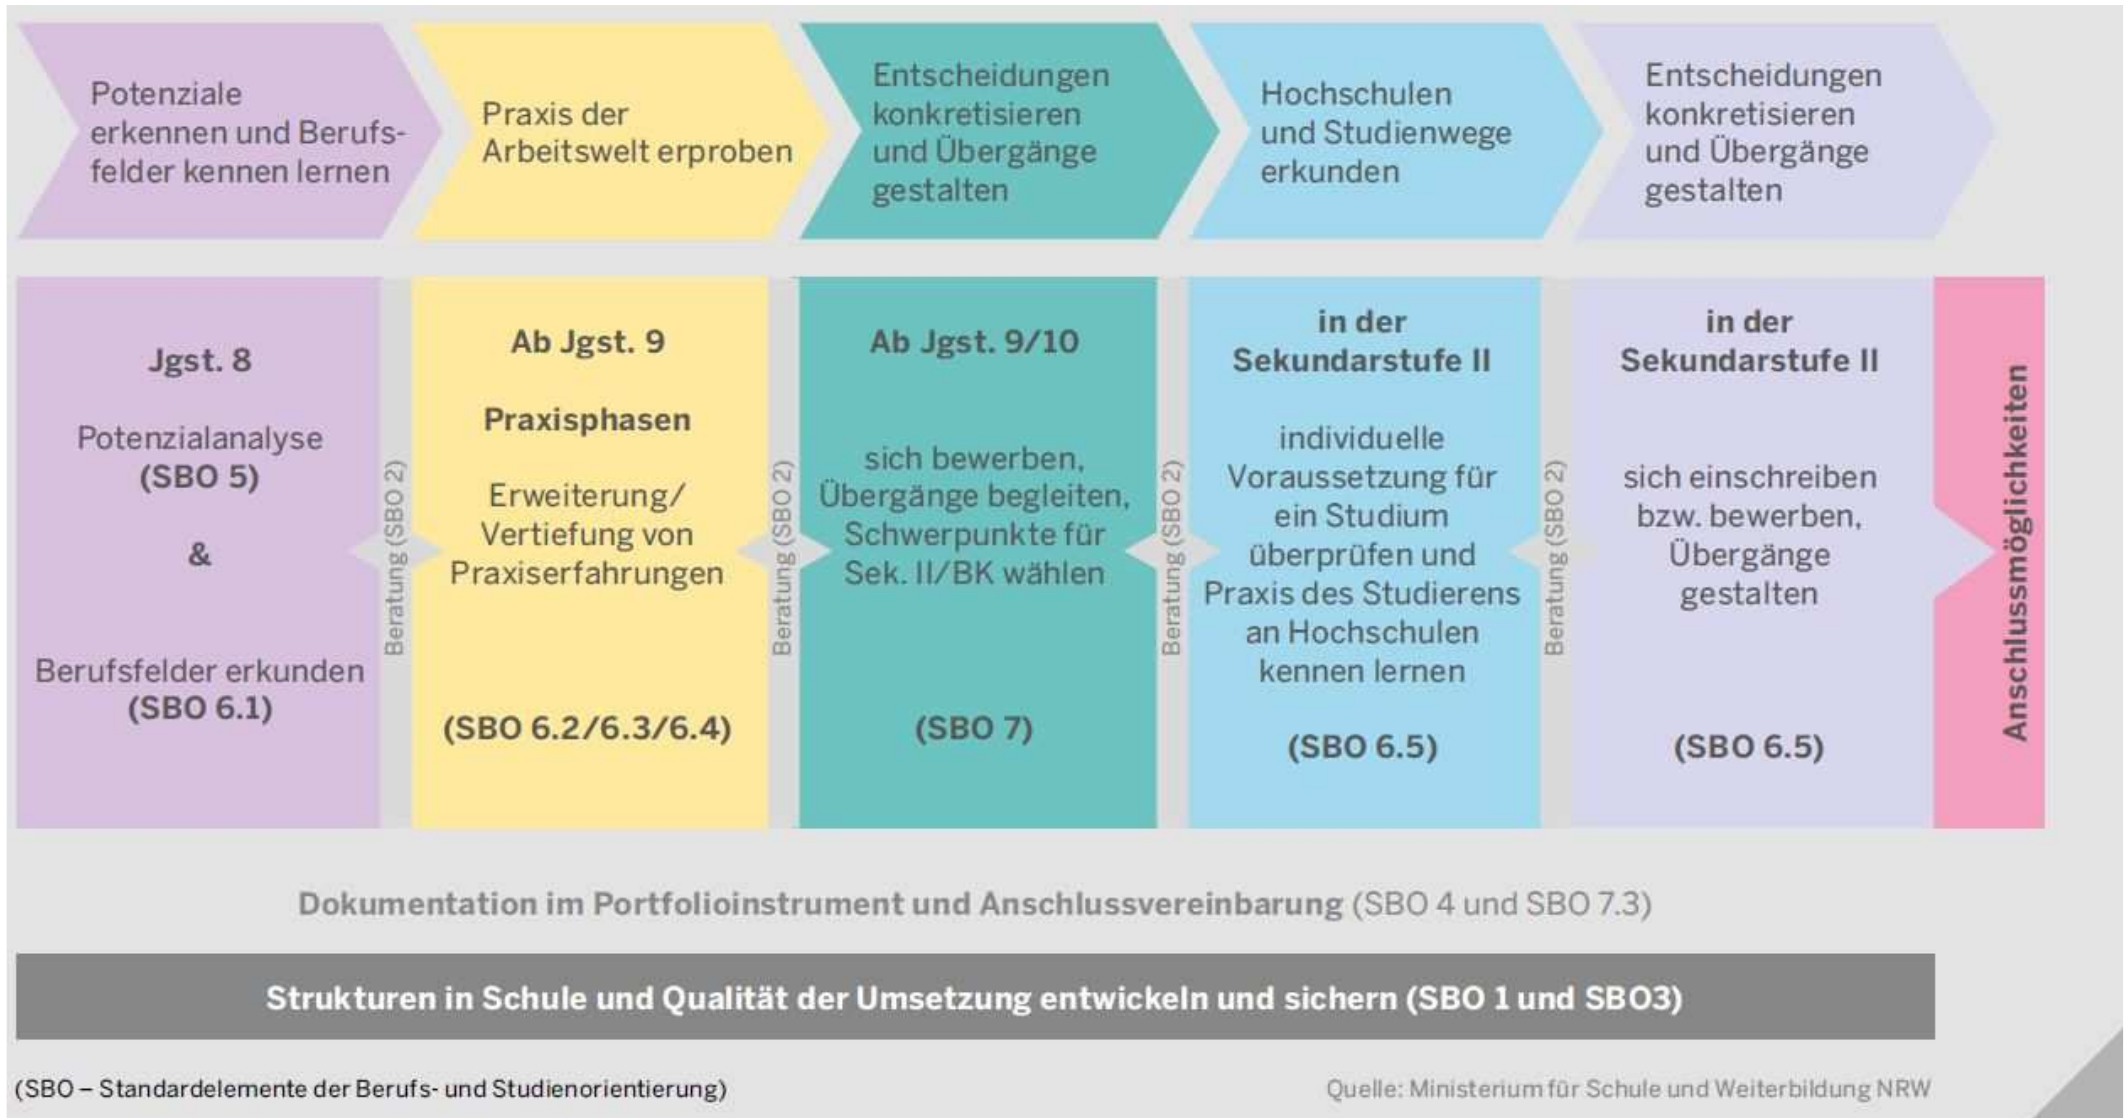 Potenziale
erkennen und Berufs-
felder kennen lernen
Praxis der
Arbeitswelt erproben
Entscheidungen
konkretisieren
und Übergänge
gestalten
Hochschulen
und Studienwege
erkunden
Entscheidungen
konkretisieren
und Übergänge
gestalten
Jgst. 8
Potenzialanalyse
(SBO 5)
&
Berufsfelder erkunden
(SBO 6.1)
Beratung (SBO 2)
Ab Jgst. 9
Praxisphasen
Erweiterung/
Vertiefung von
Praxiserfahrungen
(SBO 6.2/6.3/6.4)
Beratung (SBO 2)
Ab Jgst. 9/10
sich bewerben,
Übergänge begleiten,
Schwerpunkte für
Sek. II/BK wählen
(SBO 7)
Beratung (SBO 2)
in der
Sekundarstufe II
individuelle
Voraussetzung für
ein Studium
überprüfen und
Praxis des Studierens
an Hochschulen
kennen lernen
(SBO 6.5)
Beratung (SBO 2)
in der
Sekundarstufe II
sich einschreiben
bzw. bewerben,
Übergänge
gestalten
(SBO 6.5)
Anschlussmöglichkeiten
Dokumentation im Portfolioinstrument und Anschlussvereinbarung (SBO 4 und SBO 7.3)
Strukturen in Schule und Qualität der Umsetzung entwickeln und sichern (SBO 1 und SBO3)
(SBO – Standardelemente der Berufs- und Studienorientierung)
Quelle: Ministerium für Schule und Weiterbildung NRW